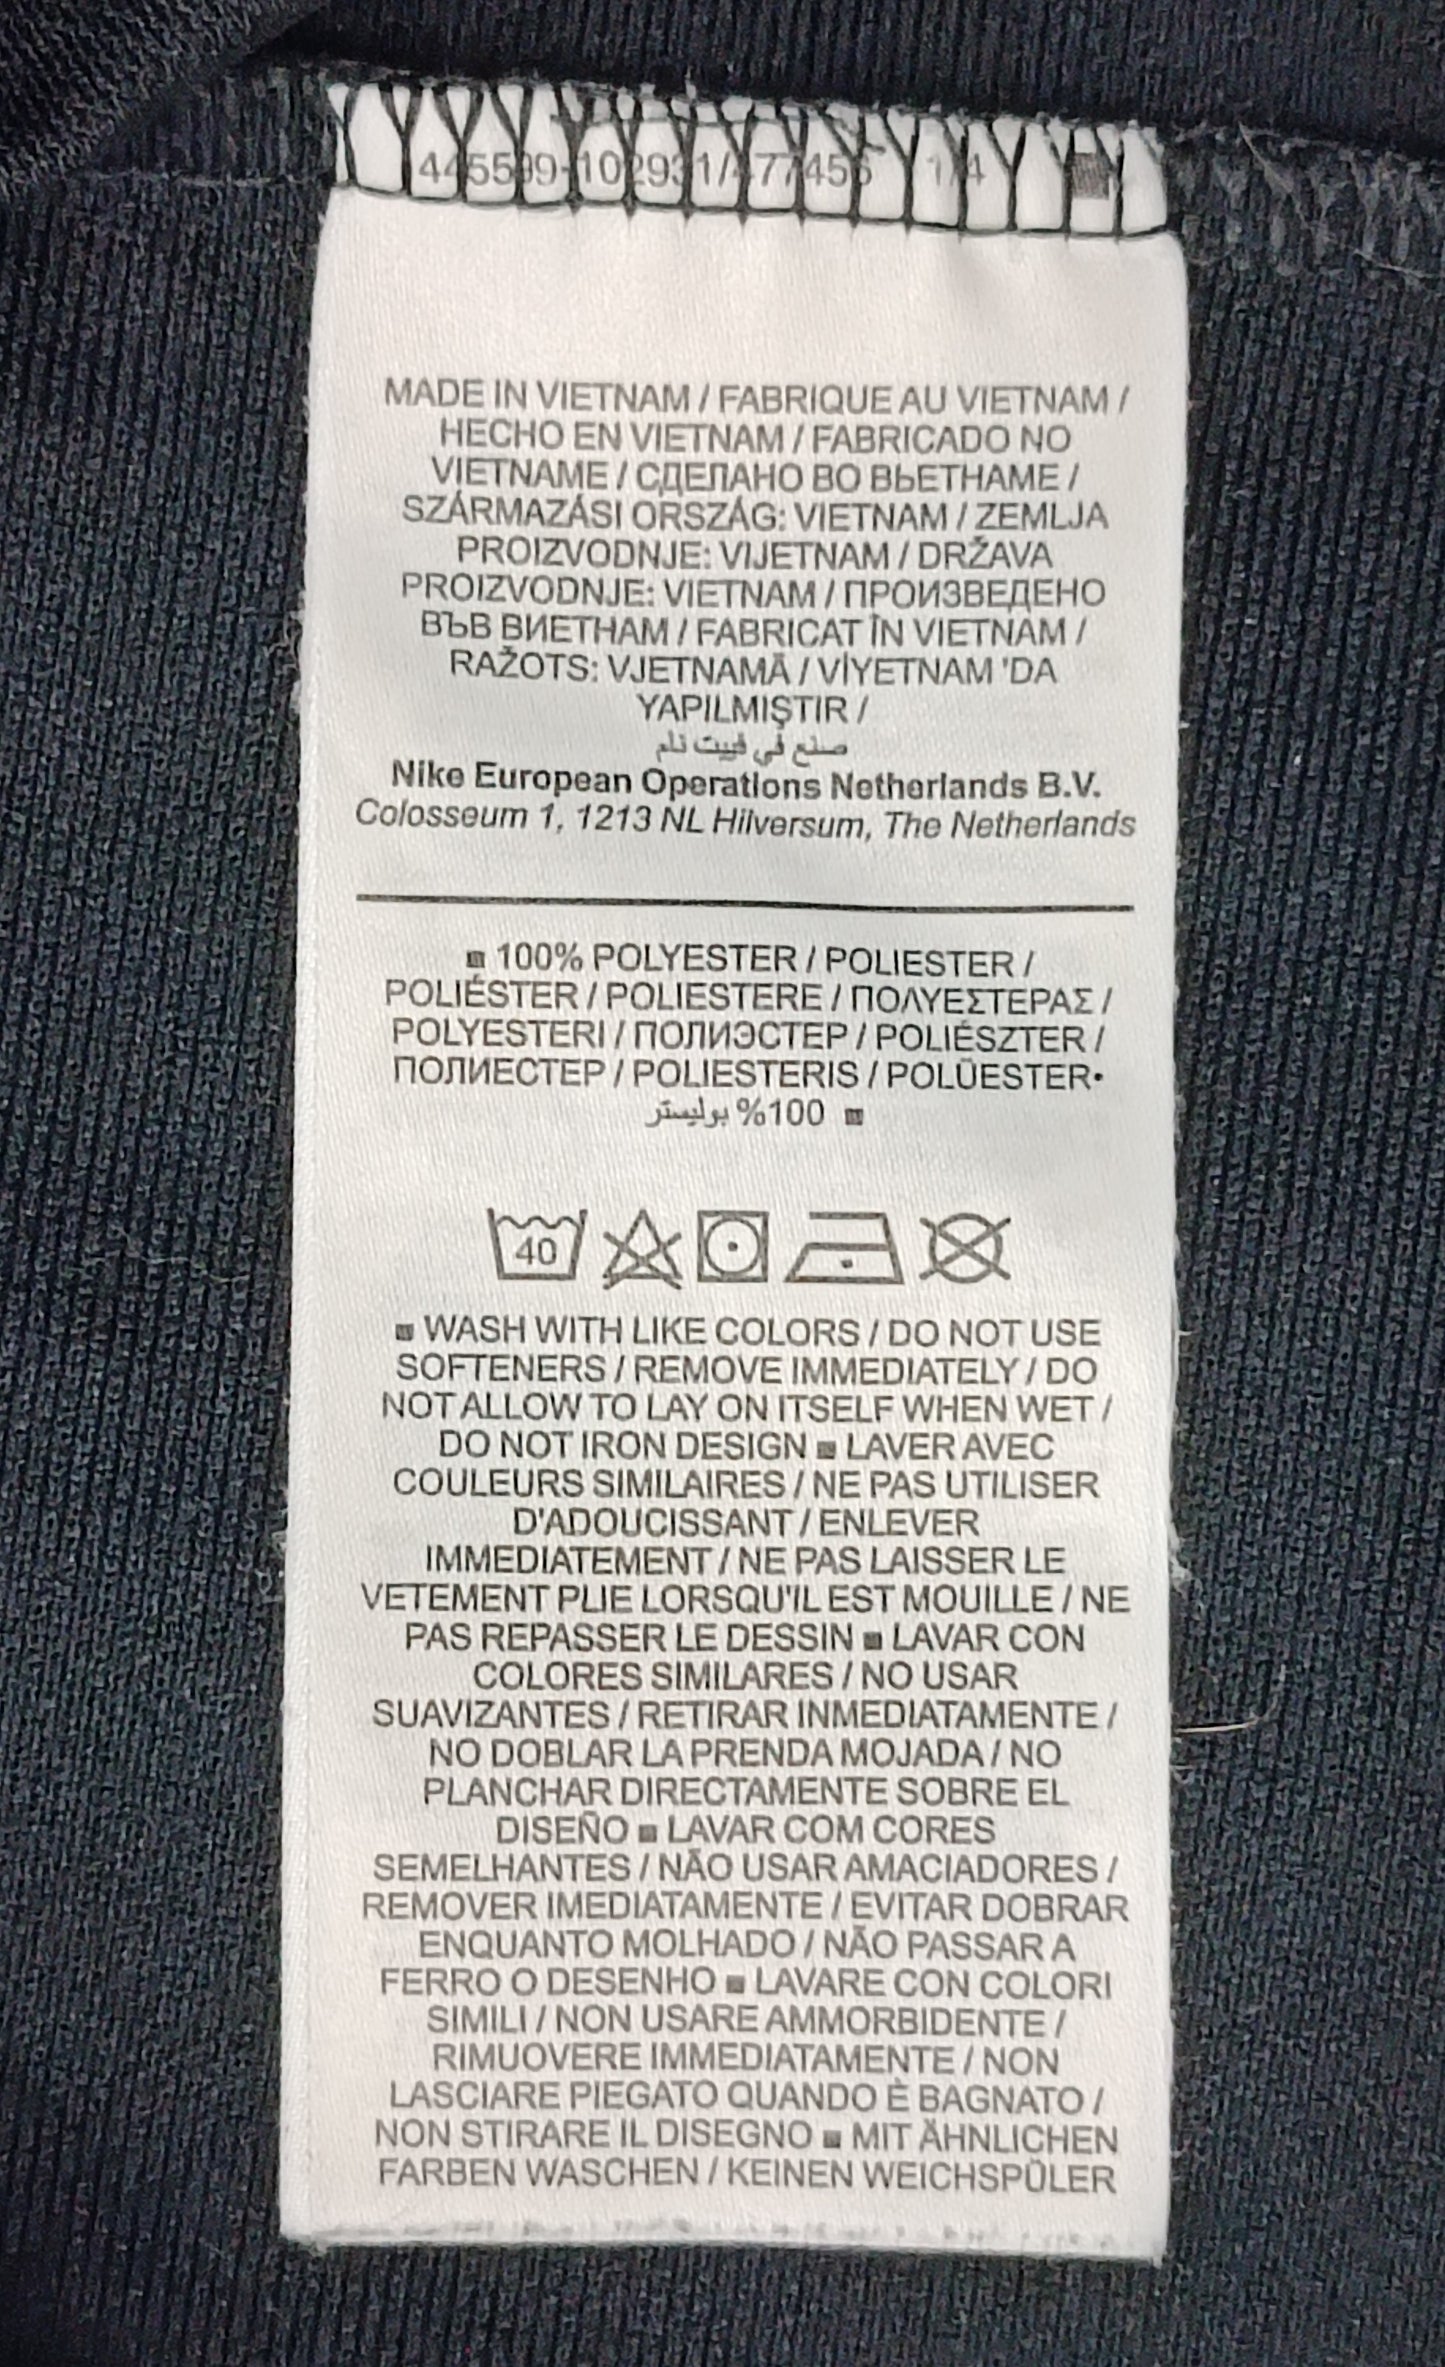 445599-102931/477456 1/4
MADE IN VIETNAM / FABRIQUE AU VIETNAM /
HECHO EN VIETNAM / FABRICADO NO
VIETNAME / СДЕЛАНО ВО ВЬЕТНАМЕ /
SZÁRMAZÁSI ORSZÁG: VIETNAM / ZEMLJA
PROIZVODNJE: VIJETNAM / DRŽAVA
PROIZVODNJE: VIETNAM / ПРОИЗВЕДЕНО
ВЪВ ВИЕТНАМ / FABRICAT ÎN VIETNAM /
RAŽOTS: VJETNAMĀ / VİYETNAM 'DA
YAPILMIŞTIR /
صنع في فييت نام
Nike European Operations Netherlands B.V.
Colosseum 1, 1213 NL Hilversum, The Netherlands
100% POLYESTER / POLIESTER /
POLIÉSTER / POLIESTERE / ΠΟΛΥΕΣΤΕΡΑΣ /
POLYESTERI / ПОЛИЭСТЕР / POLIÉSZTER /
ПОЛИЕСТЕР / POLIESTERIS / POLÜESTER•
100% بوليستر
40
WASH WITH LIKE COLORS / DO NOT USE
SOFTENERS / REMOVE IMMEDIATELY / DO
NOT ALLOW TO LAY ON ITSELF WHEN WET /
DO NOT IRON DESIGN ■ LAVER AVEC
COULEURS SIMILAIRES / NE PAS UTILISER
D'ADOUCISSANT / ENLEVER
IMMEDIATEMENT / NE PAS LAISSER LE
VETEMENT PLIE LORSQU'IL EST MOUILLE / NE
PAS REPASSER LE DESSIN ■ LAVAR CON
COLORES SIMILARES / NO USAR
SUAVIZANTES / RETIRAR INMEDIATAMENTE /
NO DOBLAR LA PRENDA MOJADA / NO
PLANCHAR DIRECTAMENTE SOBRE EL
DISEÑO ■ LAVAR COM CORES
SEMELHANTES / NÃO USAR AMACIADORES /
REMOVER IMEDIATAMENTE / EVITAR DOBRAR
ENQUANTO MOLHADO / NÃO PASSAR A
FERRO O DESENHO ■ LAVARE CON COLORI
SIMILI / NON USARE AMMORBIDENTE /
RIMUOVERE IMMEDIATAMENTE / NON
LASCIARE PIEGATO QUANDO È BAGNATO /
NON STIRARE IL DISEGNO ■ MIT ÄHNLICHEN
FARBEN WASCHEN / KEINEN WEICHSPÜLER